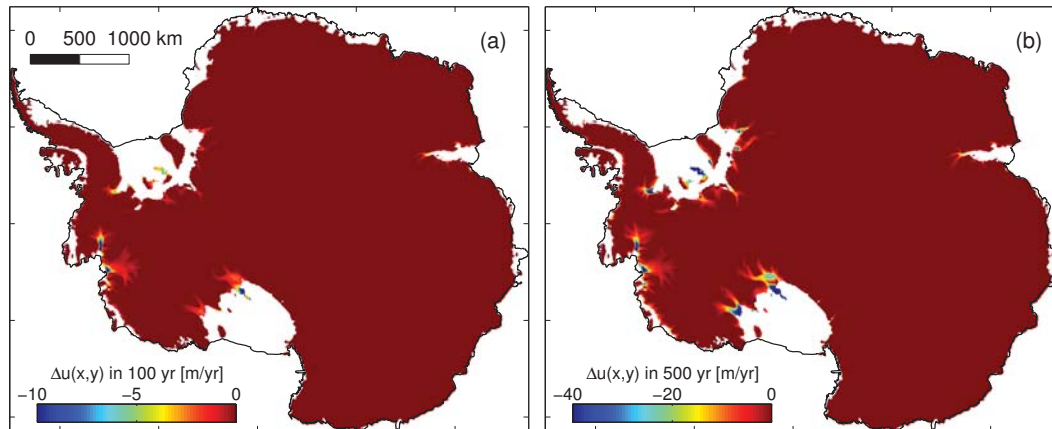 0 500 1000 km
(a)
Δu(x,y) in 100 yr [m/yr]
−10 −5 0
(b)
Δu(x,y) in 500 yr [m/yr]
−40 −20 0